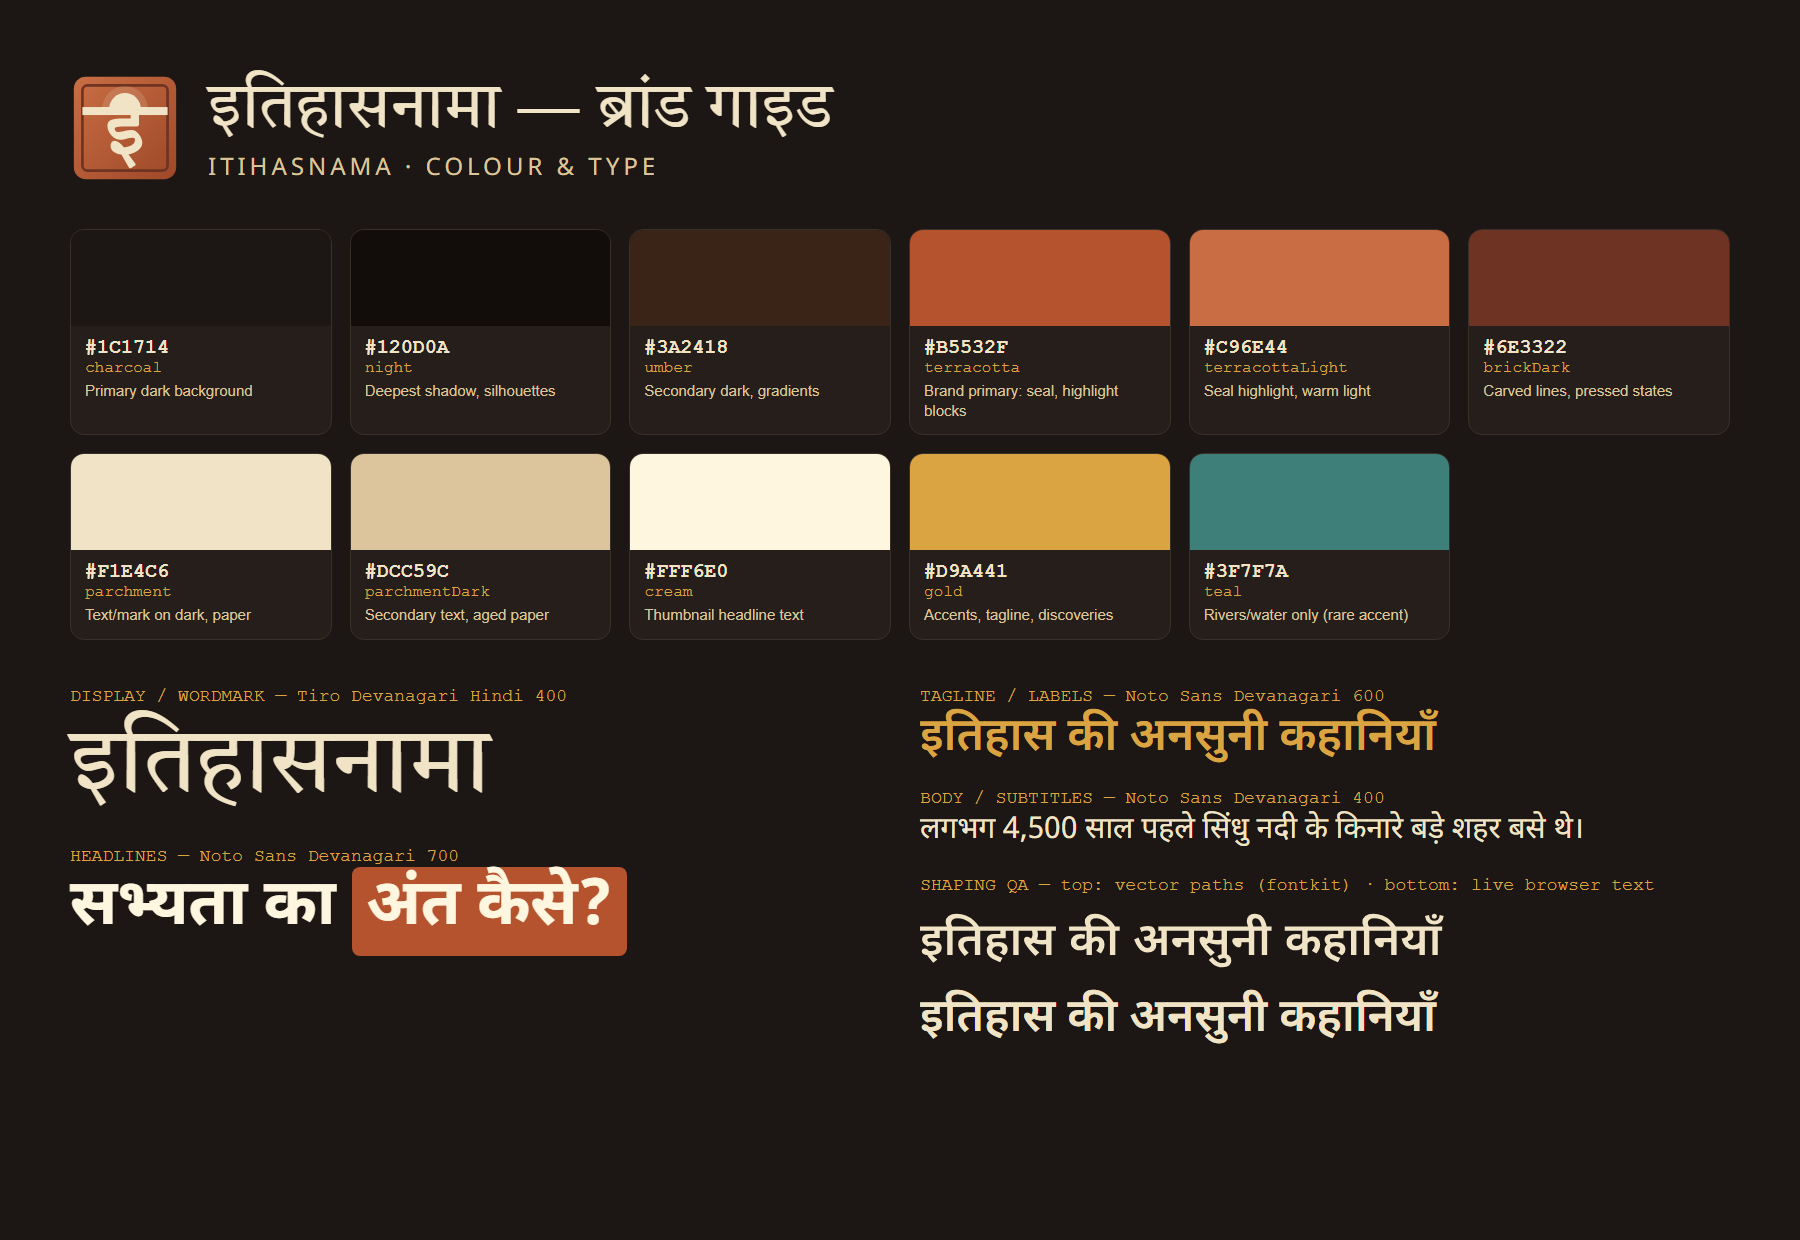 इ
इतिहासनामा — ब्रांड गाइड
ITIHASNAMA · COLOUR & TYPE
#1C1714
charcoal
Primary dark background
#120D0A
night
Deepest shadow, silhouettes
#3A2418
umber
Secondary dark, gradients
#B5532F
terracotta
Brand primary: seal, highlight
blocks
#C96E44
terracottaLight
Seal highlight, warm light
#6E3322
brickDark
Carved lines, pressed states
#F1E4C6
parchment
Text/mark on dark, paper
#DCC59C
parchmentDark
Secondary text, aged paper
#FFF6E0
cream
Thumbnail headline text
#D9A441
gold
Accents, tagline, discoveries
#3F7F7A
teal
Rivers/water only (rare accent)
DISPLAY / WORDMARK — Tiro Devanagari Hindi 400
इतिहासनामा
HEADLINES — Noto Sans Devanagari 700
सभ्यता का अंत कैसे?
TAGLINE / LABELS — Noto Sans Devanagari 600
इतिहास की अनसुनी कहानियाँ
BODY / SUBTITLES — Noto Sans Devanagari 400
लगभग 4,500 साल पहले सिंधु नदी के किनारे बड़े शहर बसे थे।
SHAPING QA — top: vector paths (fontkit) · bottom: live browser text
इतिहास की अनसुनी कहानियाँ
इतिहास की अनसुनी कहानियाँ